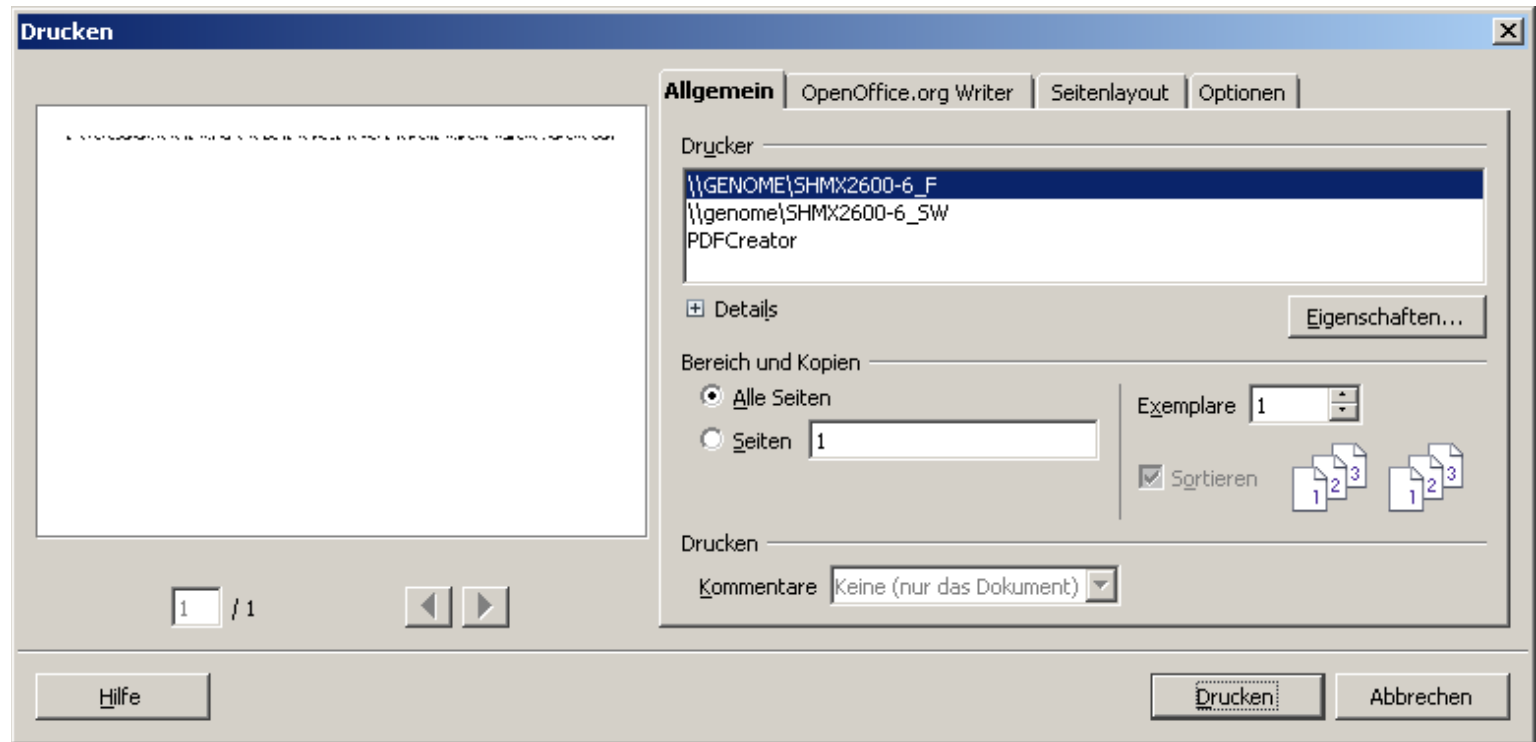 Drucken
Allgemein OpenOffice.org Writer Seitenlayout Optionen
Drucker
\\GENOME\SHMX2600-6_F
\\genome\SHMX2600-6_SW
PDFCreator
Details
Eigenschaften...
Bereich und Kopien
Alle Seiten
Exemplare 1
Seiten 1
Sortieren 1 2 3 1 2 3
Drucken
Kommentare Keine (nur das Dokument)
1 / 1
Hilfe Drucken Abbrechen